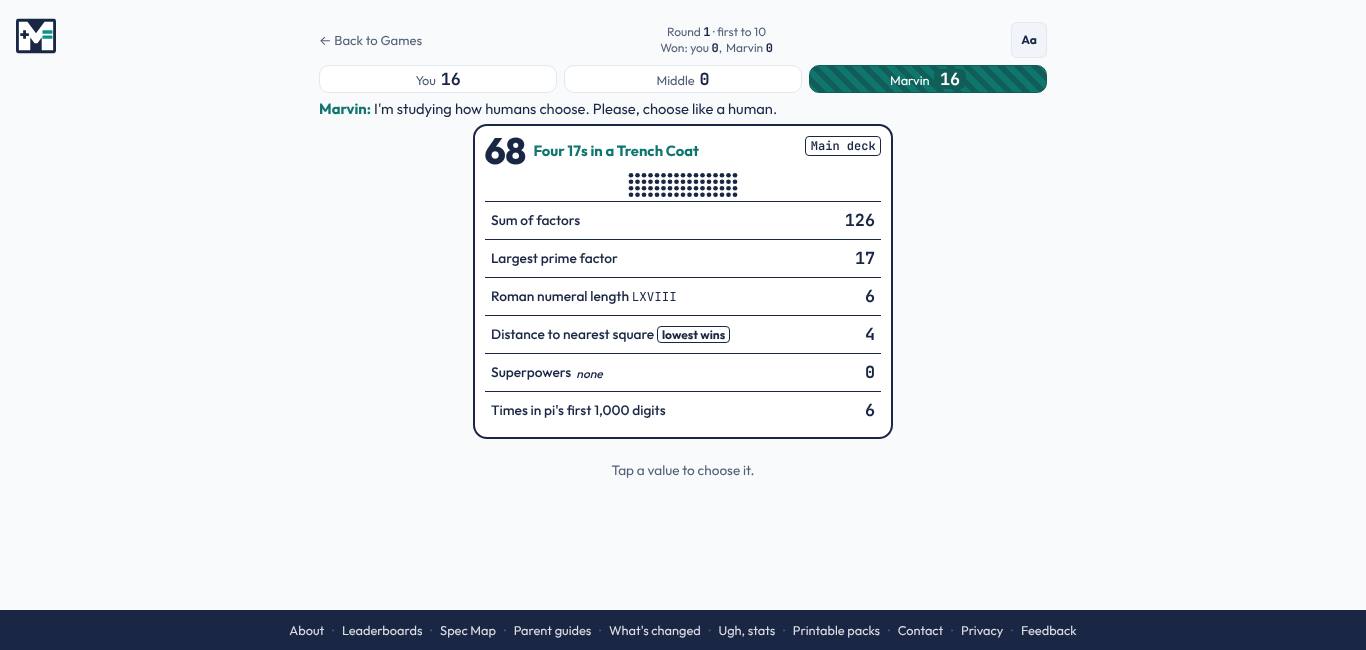 ← Back to Games
Round 1 · first to 10
Won: you 0, Marvin 0
Aa
You 16
Middle 0
Marvin 16
Marvin: I'm studying how humans choose. Please, choose like a human.
68 Four 17s in a Trench Coat
Main deck
Sum of factors 126
Largest prime factor 17
Roman numeral length LXVIII 6
Distance to nearest square lowest wins 4
Superpowers none 0
Times in pi's first 1,000 digits 6
Tap a value to choose it.
About · Leaderboards · Spec Map · Parent guides · What's changed · Ugh, stats · Printable packs · Contact · Privacy · Feedback